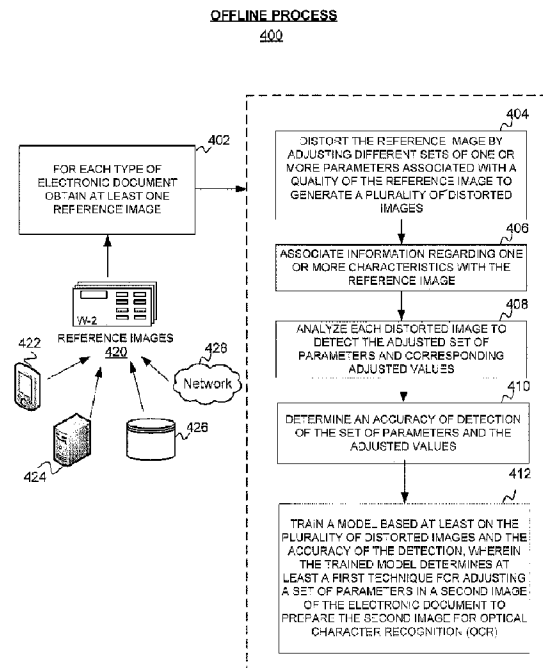 OFFLINE PROCESS
400
402
FOR EACH TYPE OF
ELECTRONIC DOCUMENT
OBTAIN AT LEAST ONE
REFERENCE IMAGE
W-2
REFERENCE IMAGES
420
422
424
426
428
Network
404
DISTORT THE REFERENCE IMAGE BY
ADJUSTING DIFFERENT SETS OF ONE OR
MORE PARAMETERS ASSOCIATED WITH A
QUALITY OF THE REFERENCE IMAGE TO
GENERATE A PLURALITY OF DISTORTED
IMAGES
406
ASSOCIATE INFORMATION REGARDING ONE
OR MORE CHARACTERISTICS WITH THE
REFERENCE IMAGE
408
ANALYZE EACH DISTORTED IMAGE TO
DETECT THE ADJUSTED SET OF
PARAMETERS AND CORRESPONDING
ADJUSTED VALUES
410
DETERMINE AN ACCURACY OF DETECTION
OF THE SET OF PARAMETERS AND THE
ADJUSTED VALUES
412
TRAIN A MODEL BASED AT LEAST ON THE
PLURALITY OF DISTORTED IMAGES AND THE
ACCURACY OF THE DETECTION, WHEREIN
THE TRAINED MODEL DETERMINES AT
LEAST A FIRST TECHNIQUE FOR ADJUSTING
A SET OF PARAMETERS IN A SECOND IMAGE
OF THE ELECTRONIC DOCUMENT TO
PREPARE THE SECOND IMAGE FOR OPTICAL
CHARACTER RECOGNITION (OCR)